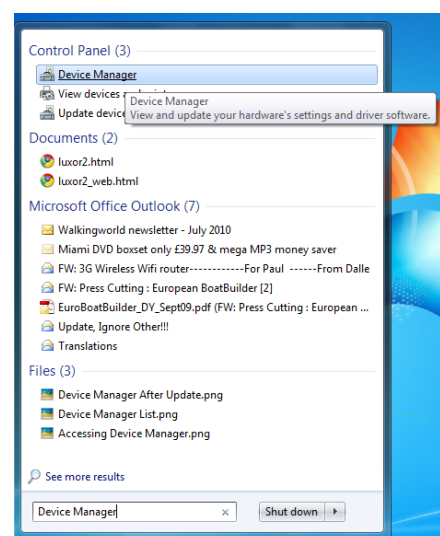 Control Panel (3)
Device Manager
View devices
Device Manager
Update device
View and update your hardware's settings and driver software.
Documents (2)
luxor2.html
luxor2_web.html
Microsoft Office Outlook (7)
Walkingworld newsletter - July 2010
Miami DVD boxset only £39.97 & mega MP3 money saver
FW: 3G Wireless Wifi router------------For Paul ------From Dalle
FW: Press Cutting : European BoatBuilder [2]
EuroBoatBuilder_DY_Sept09.pdf (FW: Press Cutting : European ...
Update, Ignore Other!!!
Translations
Files (3)
Device Manager After Update.png
Device Manager List.png
Accessing Device Manager.png
See more results
Device Manager
Shut down